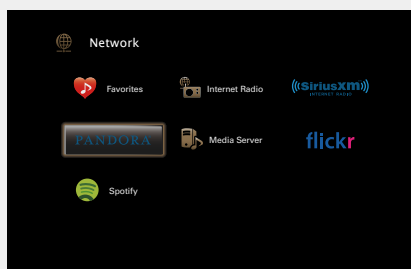 Network
Favorites
Internet Radio
((SiriusXM))
INTERNET RADIO
PANDORA
Media Server
flickr
Spotify